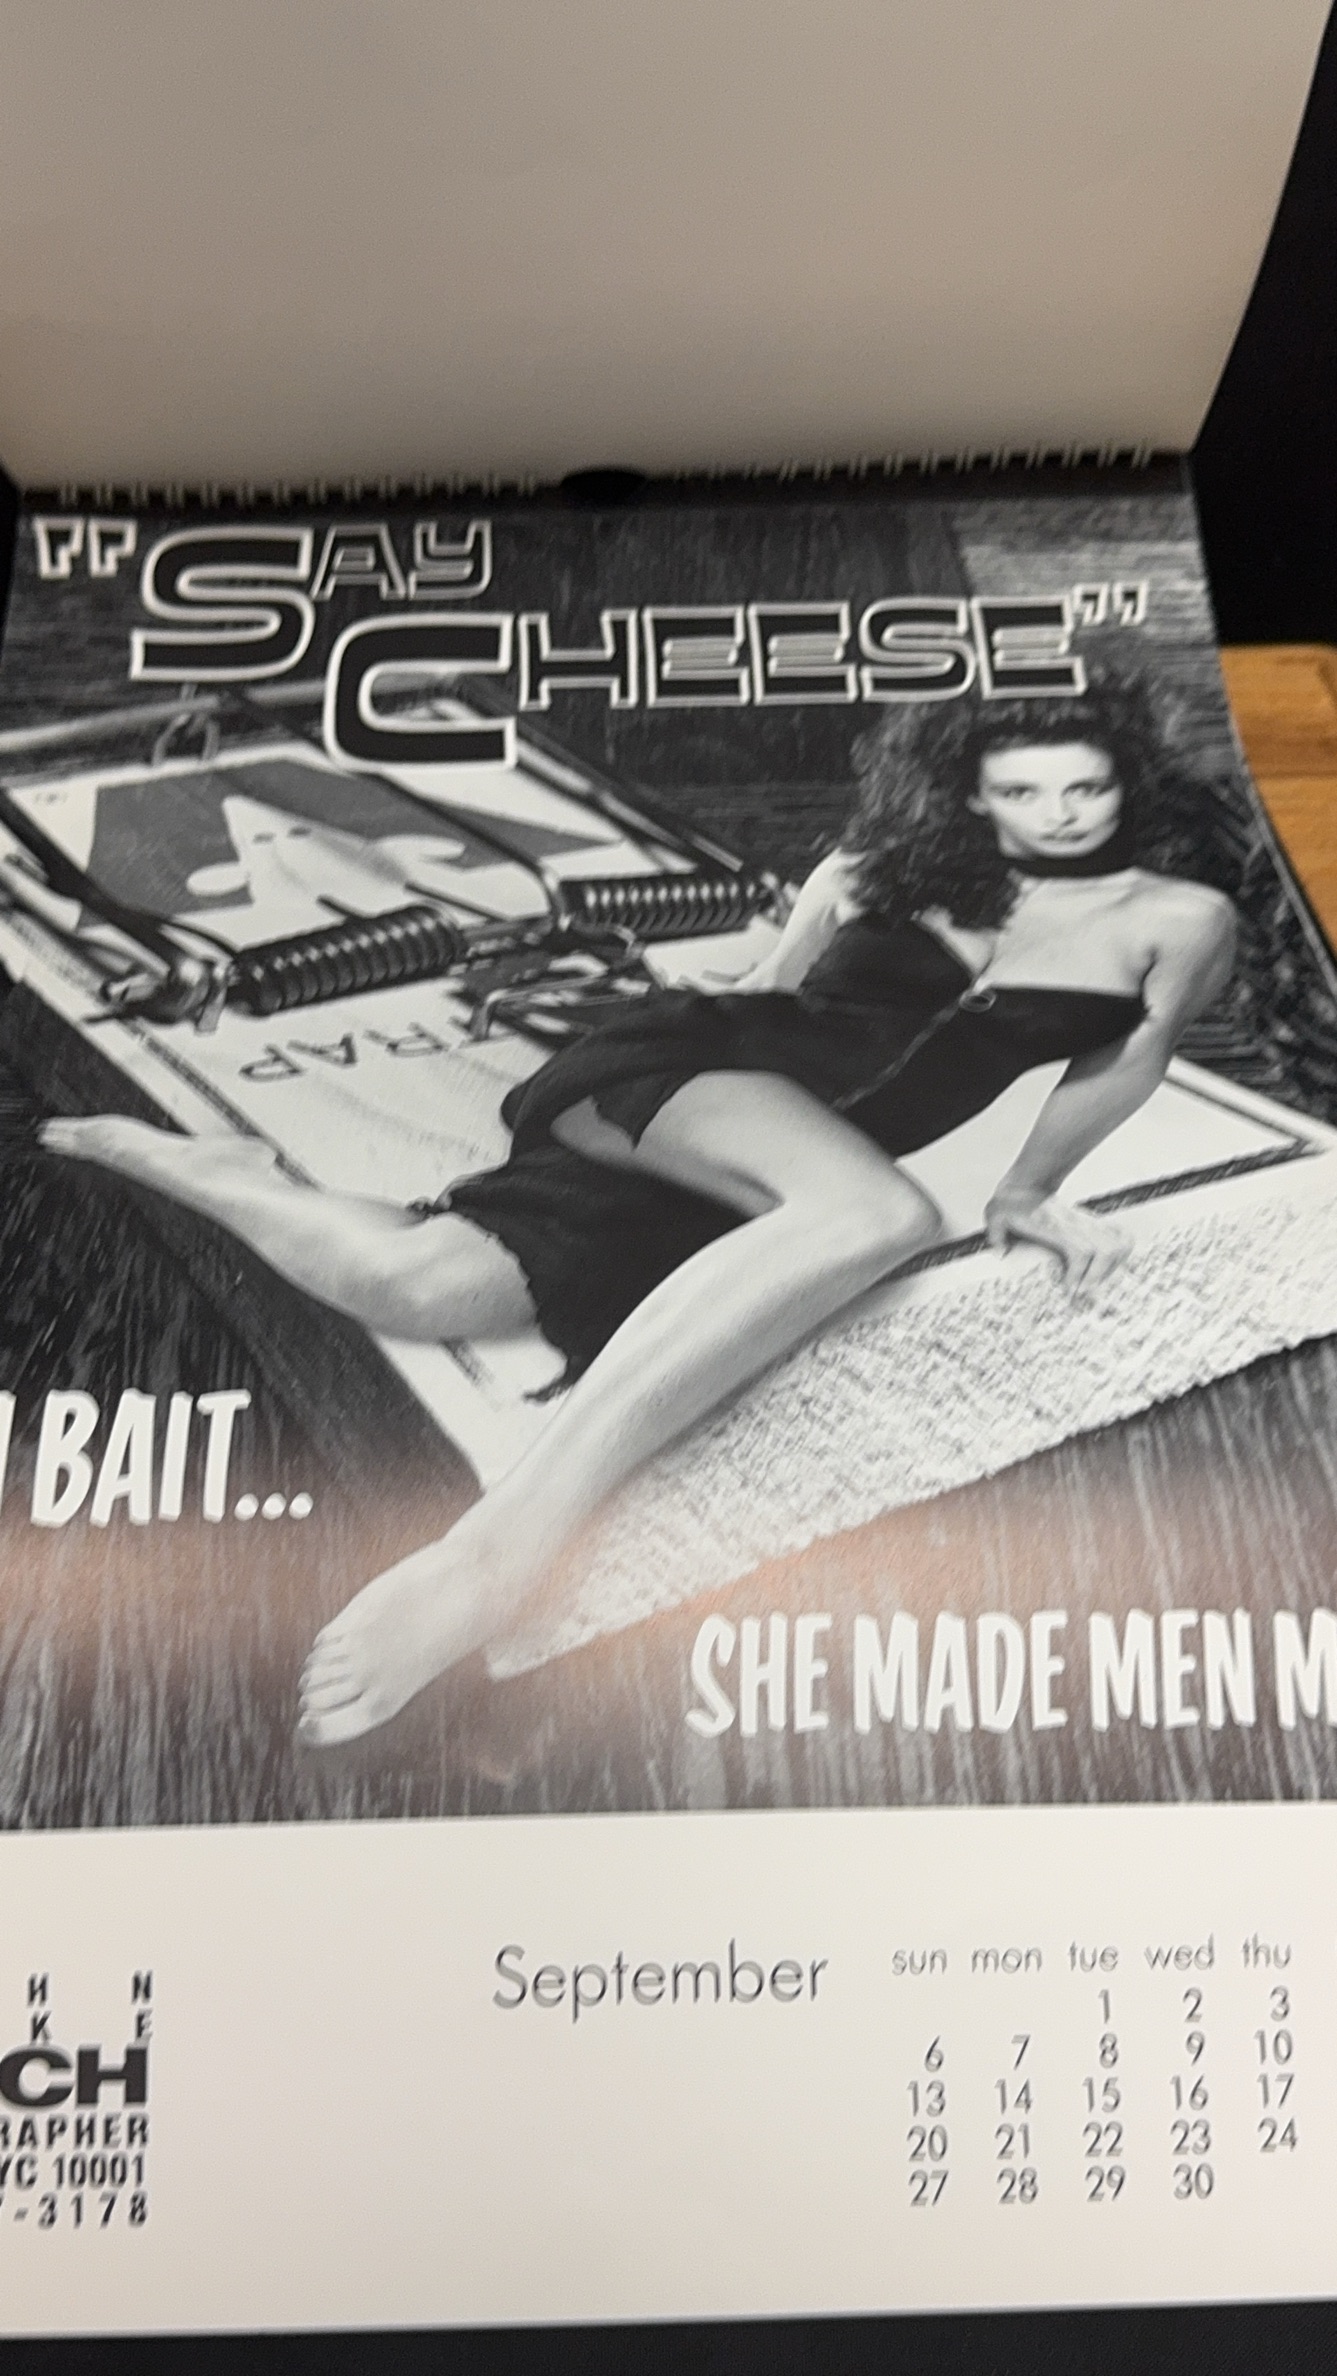 "SAY
CHEESE"
TRAP
BAIT...
SHE MADE MEN M
September
sun mon tue wed thu
1 2 3
6 7 8 9 10
13 14 15 16 17
20 21 22 23 24
27 28 29 30
H N
K E
CH
RAPHER
YC 10001
-3178